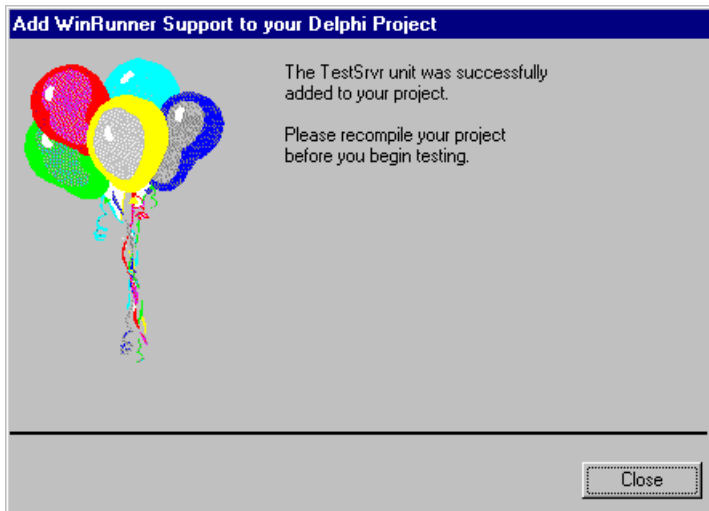 Add WinRunner Support to your Delphi Project
The TestSrvr unit was successfully
added to your project.
Please recompile your project
before you begin testing.
Close